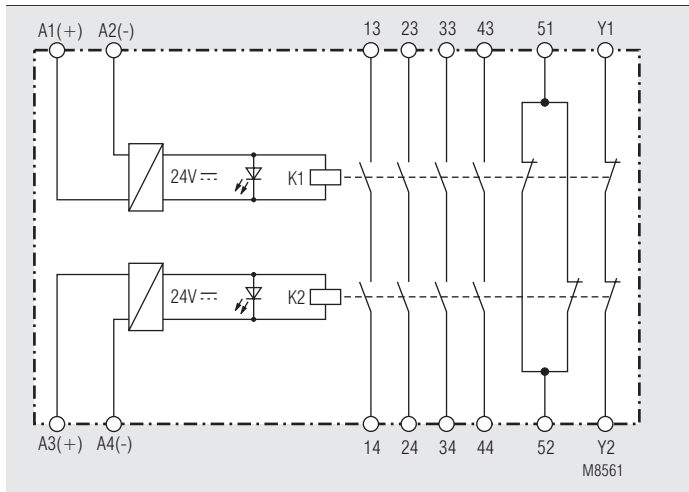 A1(+) A2(-) 13 23 33 43 51 Y1
24V K1
24V K2
A3(+) A4(-) 14 24 34 44 52 Y2
M8561